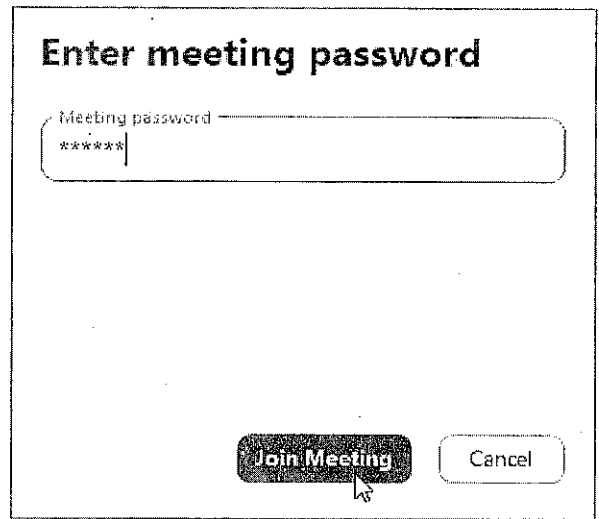 Enter meeting password
Meeting password
******
Join Meeting
Cancel